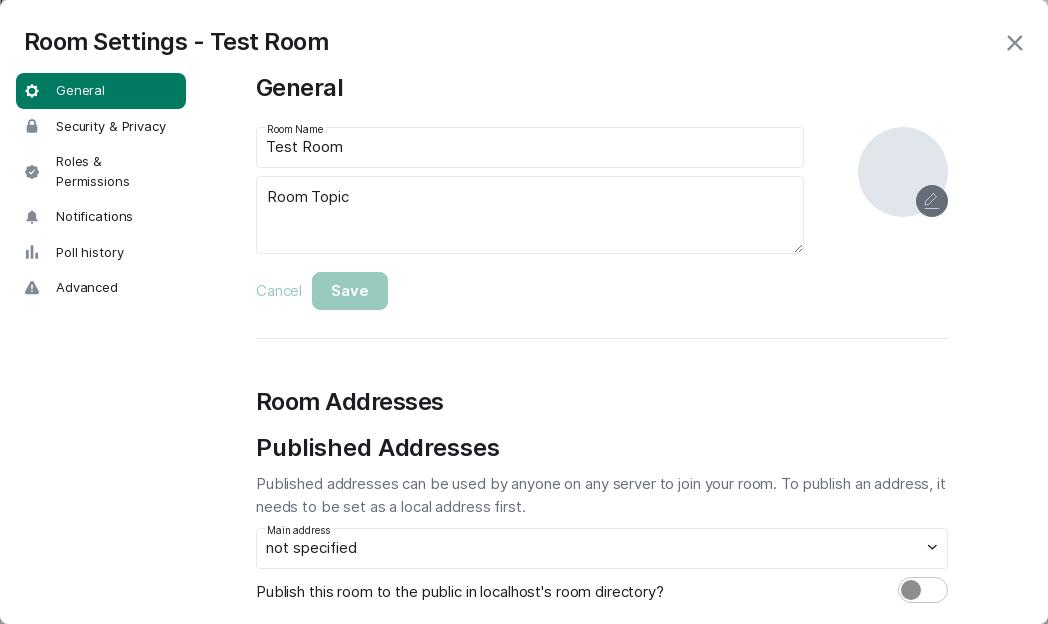 Room Settings - Test Room
General
Security & Privacy
Roles &
Permissions
Notifications
Poll history
Advanced
General
Room Name
Test Room
Room Topic
Cancel
Save
Room Addresses
Published Addresses
Published addresses can be used by anyone on any server to join your room. To publish an address, it
needs to be set as a local address first.
Main address
not specified
Publish this room to the public in localhost's room directory?